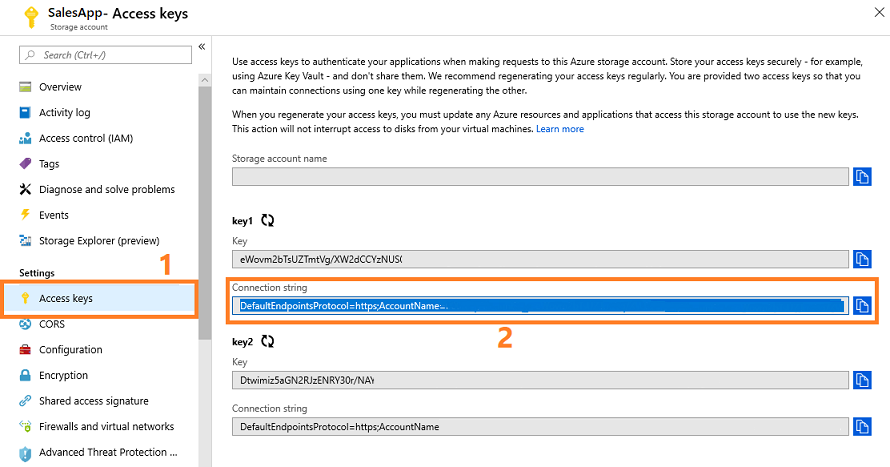 SalesApp- Access keys
Storage account
Search (Ctrl+/)
«
Overview
Activity log
Access control (IAM)
Tags
Diagnose and solve problems
Events
Storage Explorer (preview)
1
Settings
Access keys
CORS
Configuration
Encryption
Shared access signature
Firewalls and virtual networks
Advanced Threat Protection ...
Use access keys to authenticate your applications when making requests to this Azure storage account. Store your access keys securely - for example,
using Azure Key Vault - and don't share them. We recommend regenerating your access keys regularly. You are provided two access keys so that you
can maintain connections using one key while regenerating the other.
When you regenerate your access keys, you must update any Azure resources and applications that access this storage account to use the new keys.
This action will not interrupt access to disks from your virtual machines. Learn more
Storage account name
key1
Key
eWovm2bTsUZTmtVg/XW2dCCYzNUS
Connection string
DefaultEndpointsProtocol=https;AccountName
2
key2
Key
Dtwimiz5aGN2RJzENRY30r/NAY
Connection string
DefaultEndpointsProtocol=https;AccountName